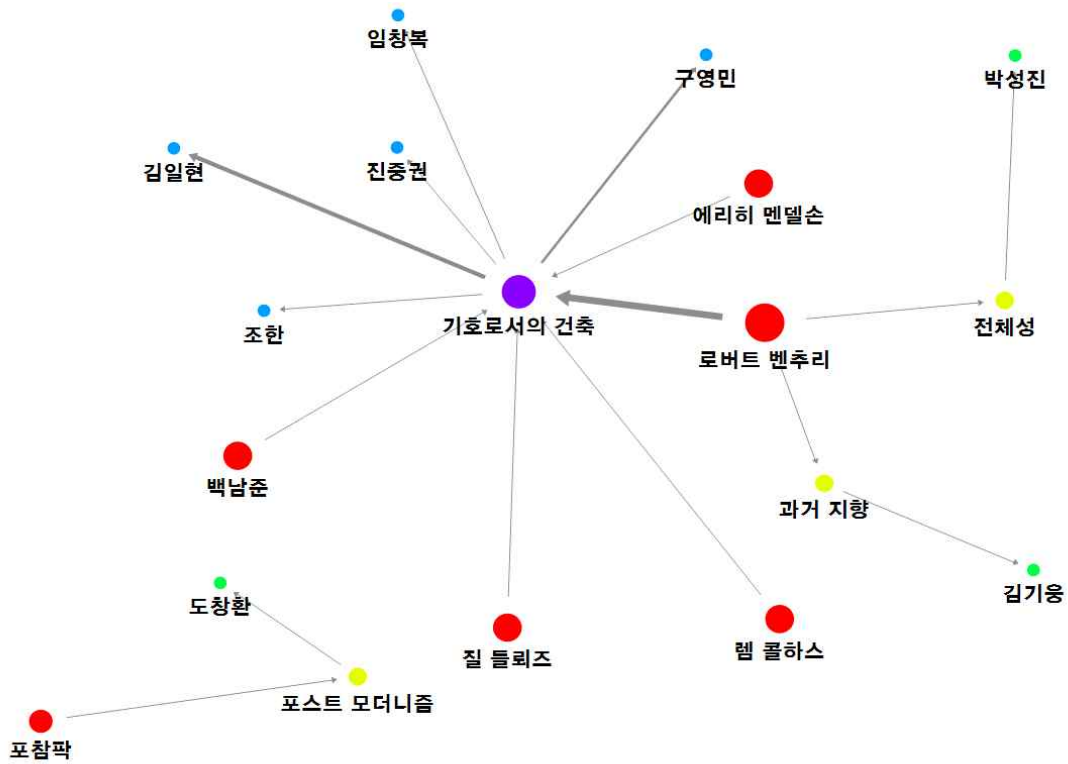 임창복
구영민
박성진
김일현
진중권
에리히 멘델손
조한
기호로서의 건축
전체성
로버트 벤추리
백남준
과거 지향
도창환
김기웅
질 들뢰즈
렘 콜하스
포스트 모더니즘
포잠팍